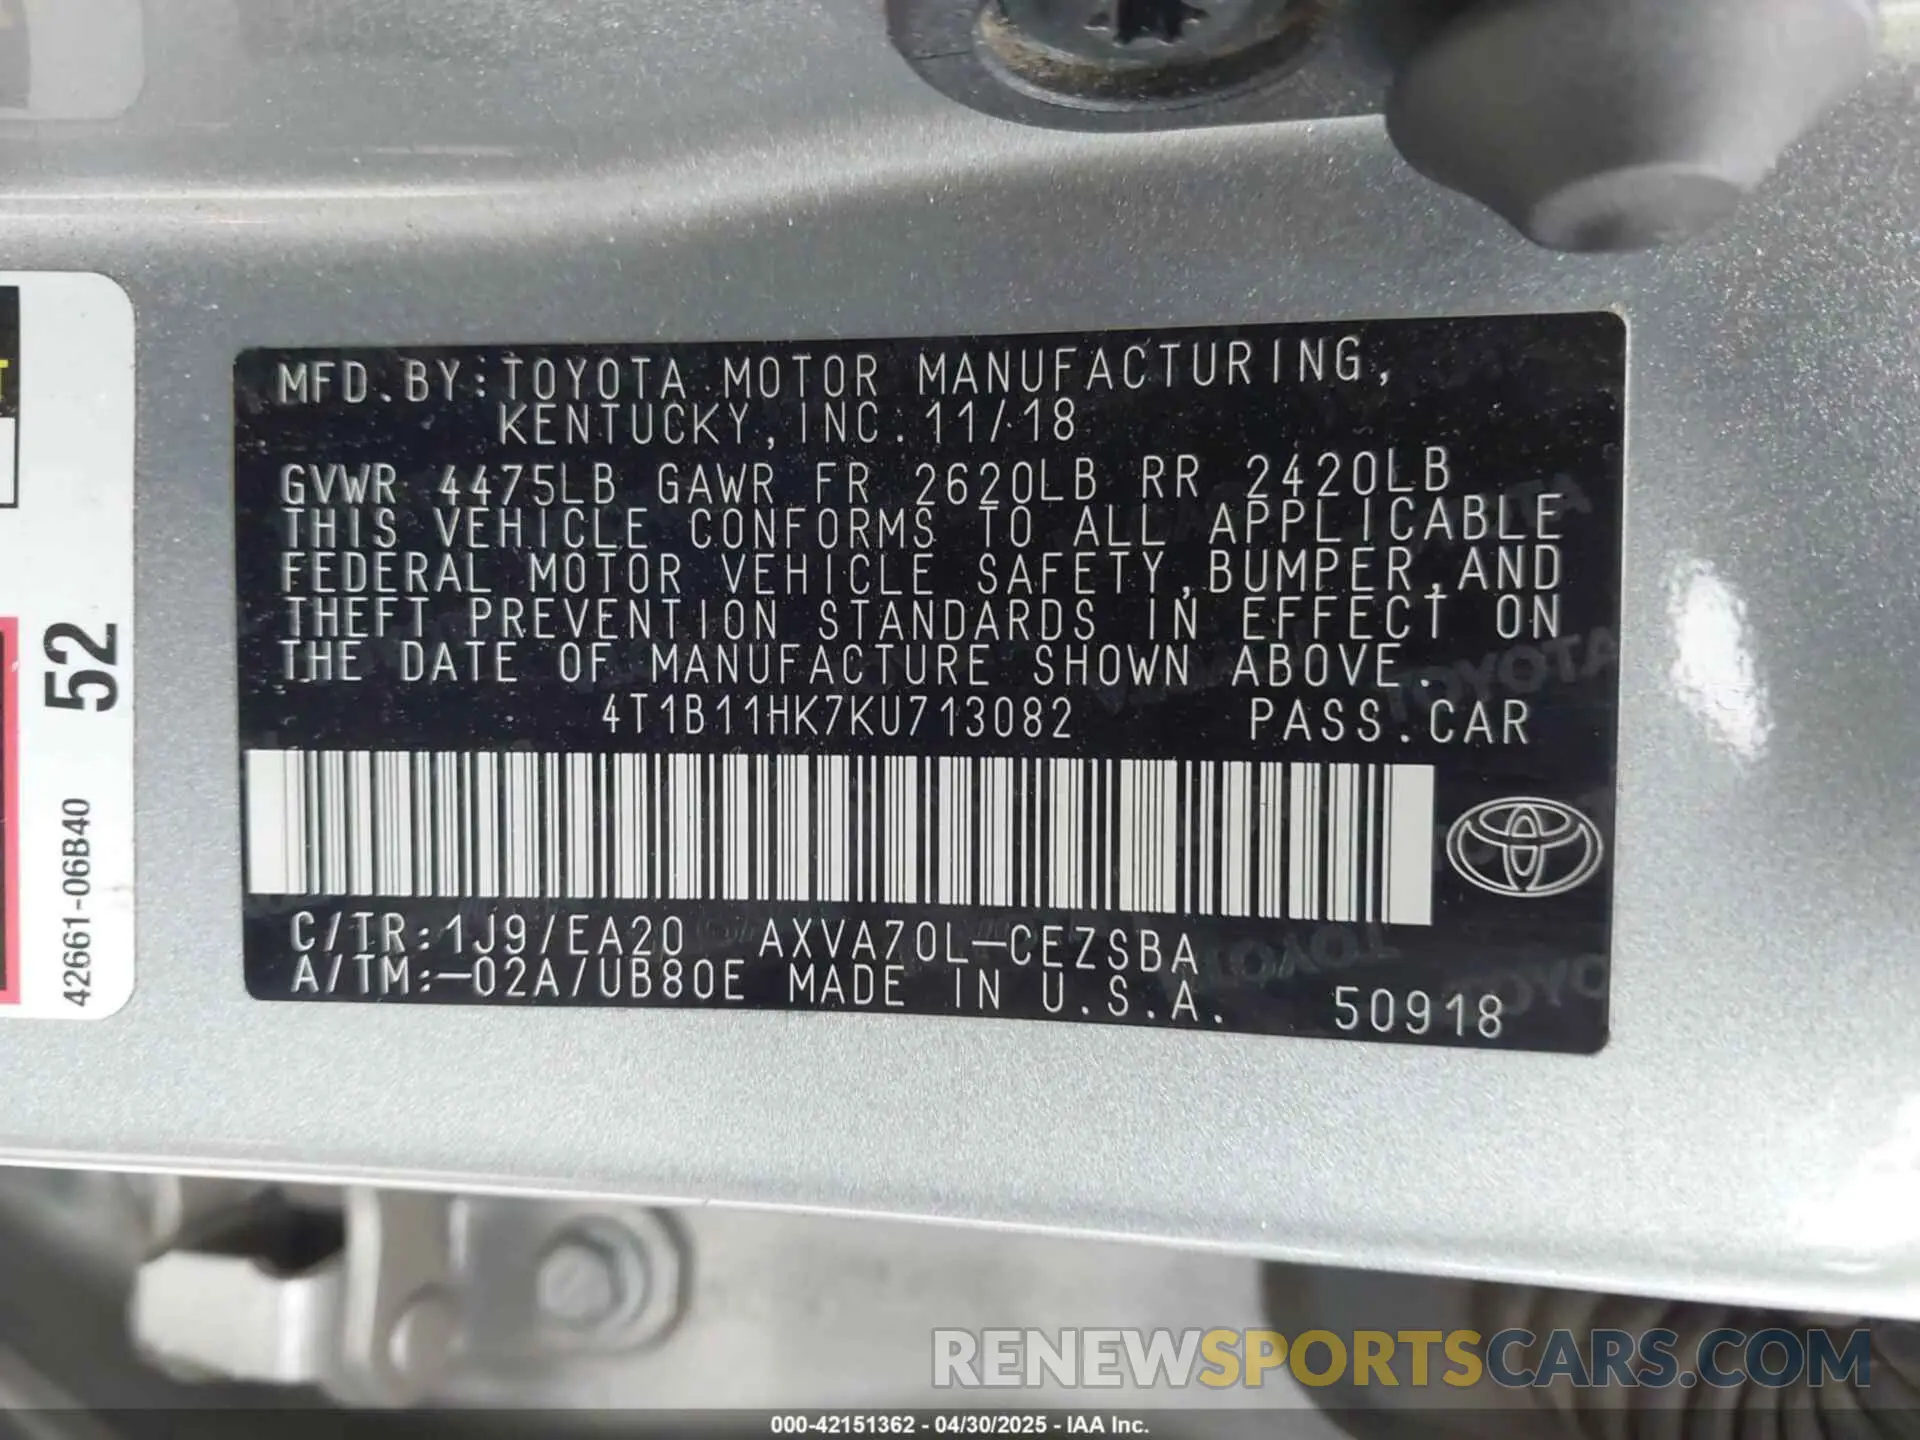 MFD.BY:TOYOTA MOTOR MANUFACTURING,
KENTUCKY, INC. 11/18
GVWR 4475LB GAWR FR 2620LB RR 2420LB
THIS VEHICLE CONFORMS TO ALL APPLICABLE
FEDERAL MOTOR VEHICLE SAFETY,BUMPER,AND
THEFT PREVENTION STANDARDS IN EFFECT ON
THE DATE OF MANUFACTURE SHOWN ABOVE.
4T1B11HK7KU713082 PASS.CAR
C/TR:1J9/EA20 AXVA70L-CEZSBA
A/TM:-02A/UB80E MADE IN U.S.A. 50918
52
42661-06B40
TOYOTA
TOYOTA
RENEWSPORTSCARS.COM
000-42151362 - 04/30/2025 - IAA Inc.